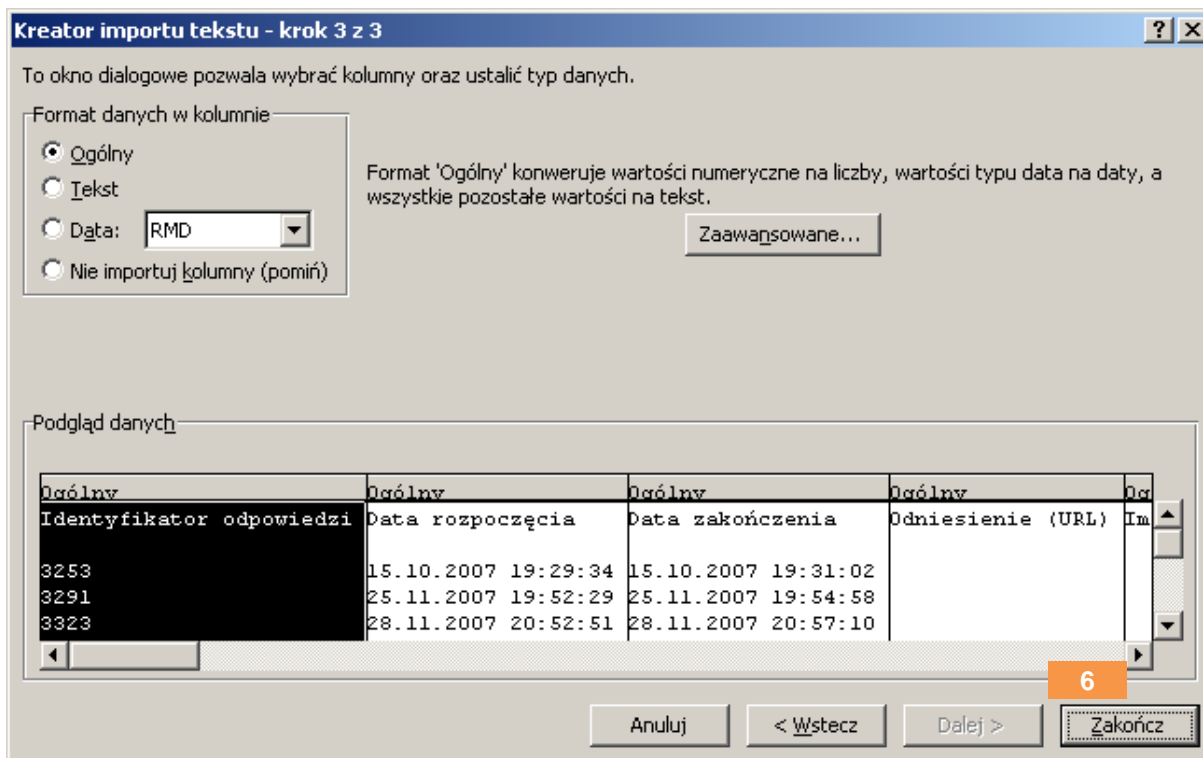 Kreator importu tekstu - krok 3 z 3
To okno dialogowe pozwala wybrać kolumny oraz ustalić typ danych.
Format danych w kolumnie
Ogólny
Tekst
Data: RMD
Nie importuj kolumny (pomiń)
Format 'Ogólny' konweruje wartości numeryczne na liczby, wartości typu data na daty, a
wszystkie pozostałe wartości na tekst.
Zaawansowane...
Podgląd danych
Ogólny Ogólny Ogólny Ogólny Og
Identyfikator odpowiedzi Data rozpoczęcia Data zakończenia Odniesienie (URL) Im
3253 15.10.2007 19:29:34 15.10.2007 19:31:02
3291 25.11.2007 19:52:29 25.11.2007 19:54:58
3323 28.11.2007 20:52:51 28.11.2007 20:57:10
6
Anuluj < Wstecz Dalej > Zakończ